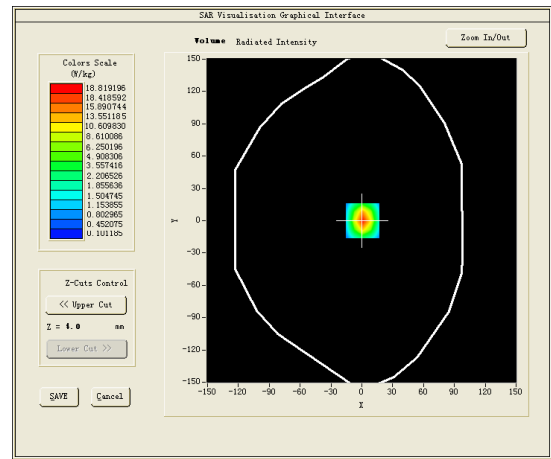 SAR Visualisation Graphical Interface
Volume Radiated Intensity
Zoom In/Out
Colors Scale
(W/kg)
18.819196
18.418592
15.890744
13.551185
10.609830
8.610086
6.250196
4.908306
3.557416
2.206526
1.855636
1.504745
1.153855
0.802965
0.452075
0.101185
Z-Cuts Control
<< Upper Cut
Z = 4.0 mm
Lower Cut >>
SAVE Cancel
150
120
90
60
30
0
-30
-60
-90
-120
-150
Y
-150 -120 -90 -60 -30 0 30 60 90 120 150
X